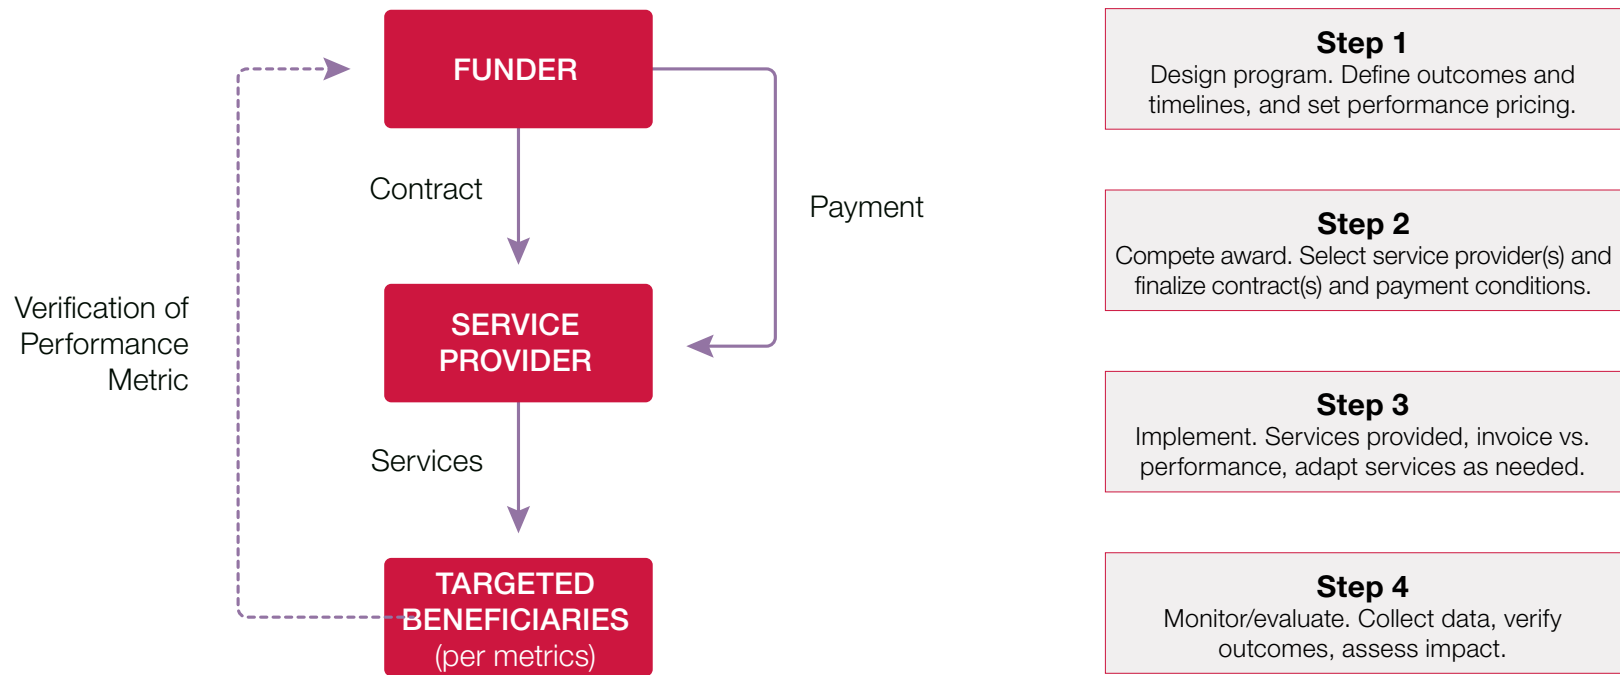 FUNDER
Contract
Payment
Verification of
Performance
Metric
SERVICE
PROVIDER
Services
TARGETED
BENEFICIARIES
(per metrics)
Step 1
Design program. Define outcomes and
timelines, and set performance pricing.
Step 2
Compete award. Select service provider(s) and
finalize contract(s) and payment conditions.
Step 3
Implement. Services provided, invoice vs.
performance, adapt services as needed.
Step 4
Monitor/evaluate. Collect data, verify
outcomes, assess impact.